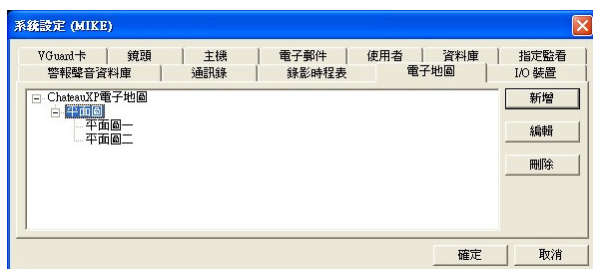 系統設定 (MIKE)
VGuard卡 鏡頭 主機 電子郵件 使用者 資料庫 指定監看
警報聲音資料庫 通訊錄 錄影時程表 電子地圖 I/O 裝置
ChateauXP電子地圖
平面圖
平面圖一
平面圖二
新增
編輯
刪除
確定 取消